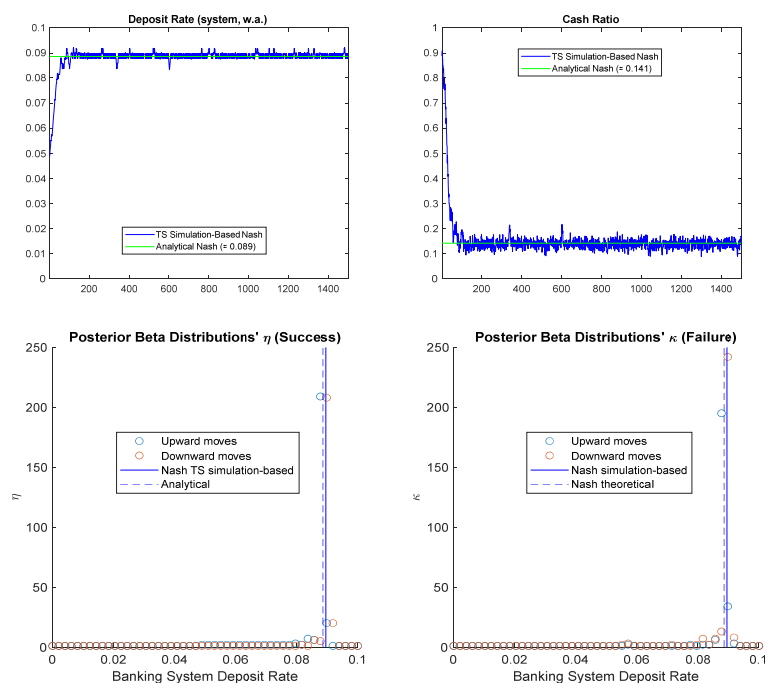 Deposit Rate (system, w.a.)
0.1
0.09
0.08
0.07
0.06
0.05
0.04
0.03
0.02
0.01
0
TS Simulation-Based Nash
Analytical Nash (= 0.089)
200 400 600 800 1000 1200 1400
Cash Ratio
1
0.9
0.8
0.7
0.6
0.5
0.4
0.3
0.2
0.1
0
TS Simulation-Based Nash
Analytical Nash (= 0.141)
200 400 600 800 1000 1200 1400
Posterior Beta Distributions' η (Success)
250
200
150
100
50
0
η
Upward moves
Downward moves
Nash TS simulation-based
Analytical
0 0.02 0.04 0.06 0.08 0.1
Banking System Deposit Rate
Posterior Beta Distributions' κ (Failure)
250
200
150
100
50
0
κ
Upward moves
Downward moves
Nash simulation-based
Nash theoretical
0 0.02 0.04 0.06 0.08 0.1
Banking System Deposit Rate